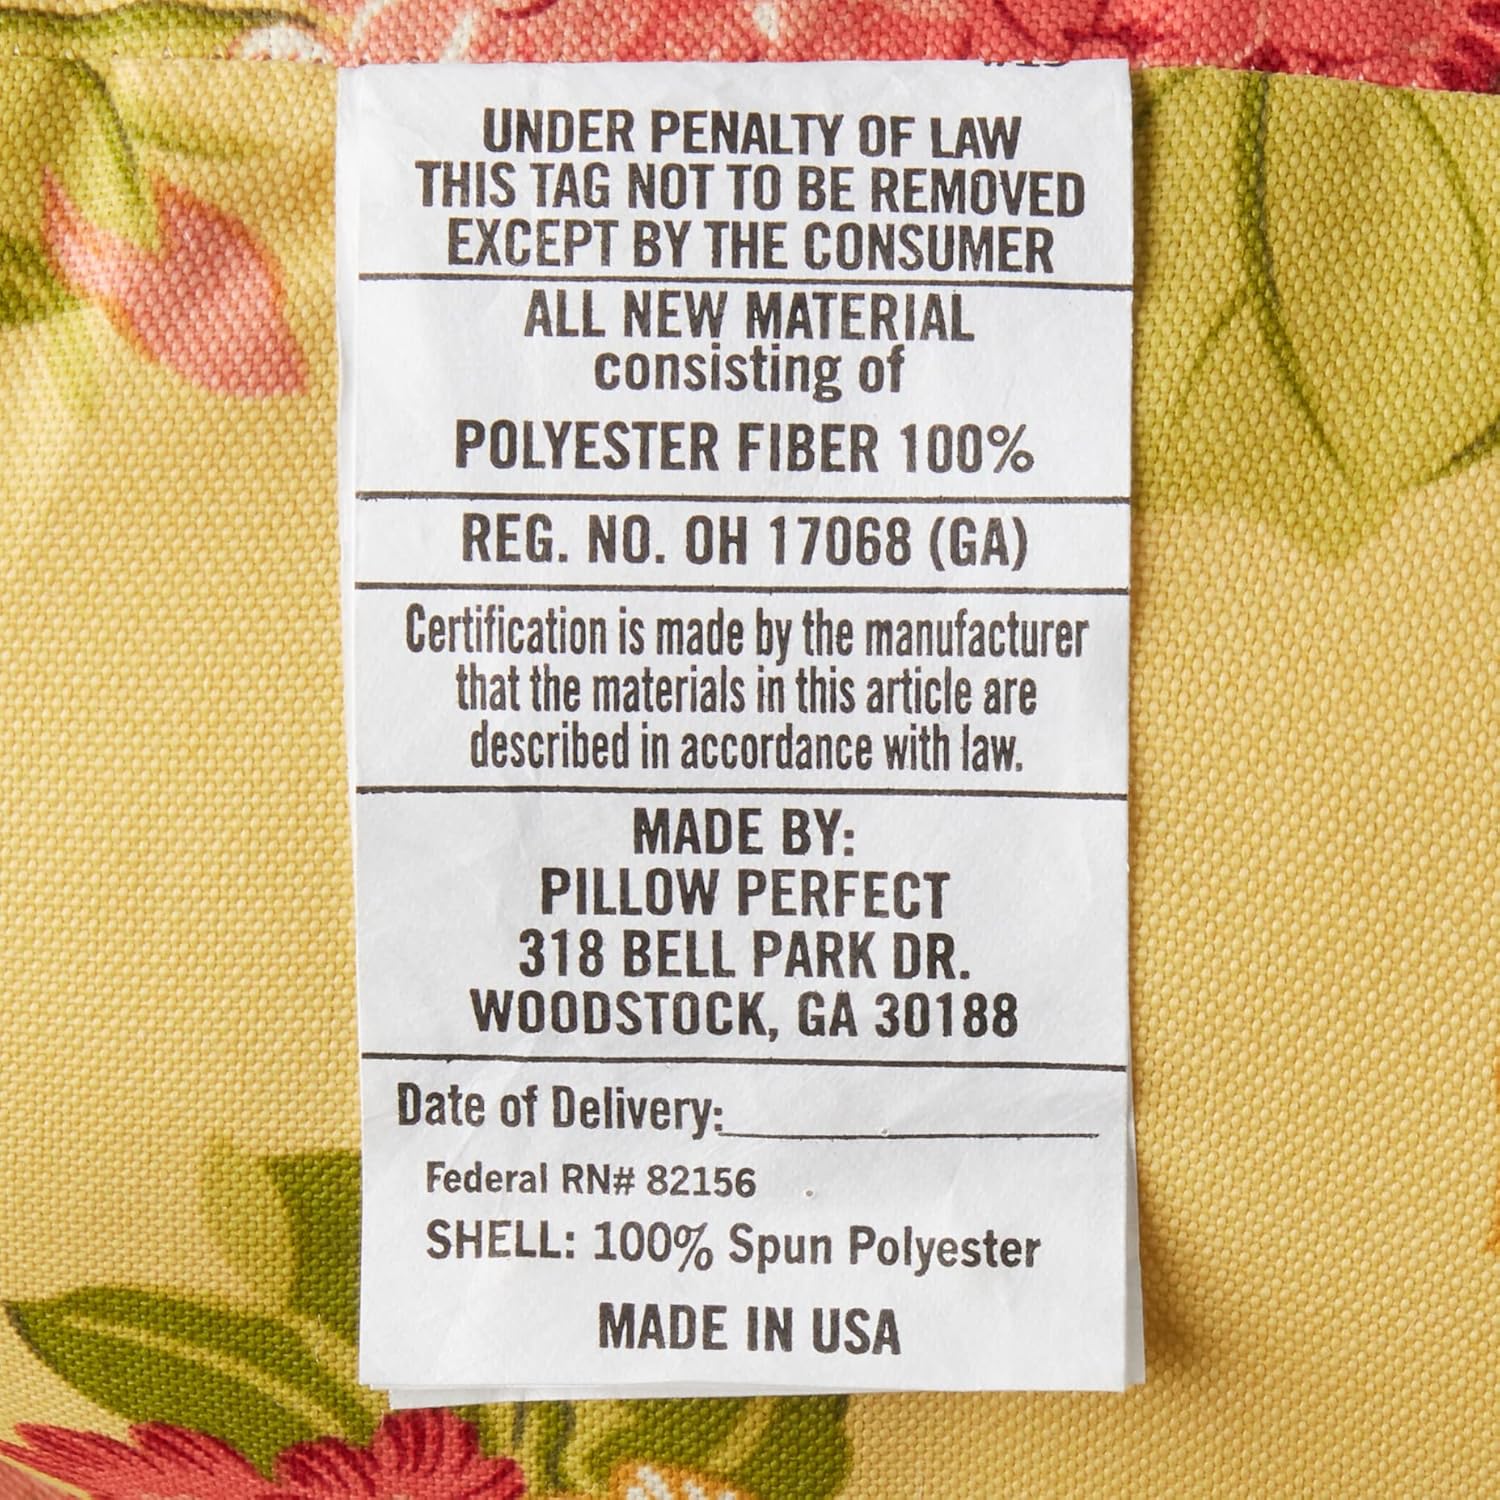 UNDER PENALTY OF LAW
THIS TAG NOT TO BE REMOVED
EXCEPT BY THE CONSUMER
ALL NEW MATERIAL
consisting of
POLYESTER FIBER 100%
REG. NO. OH 17068 (GA)
Certification is made by the manufacturer
that the materials in this article are
described in accordance with law.
MADE BY:
PILLOW PERFECT
318 BELL PARK DR.
WOODSTOCK, GA 30188
Date of Delivery:
Federal RN# 82156
SHELL: 100% Spun Polyester
MADE IN USA